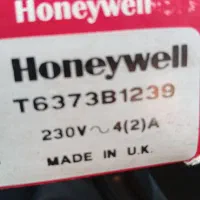 Honeywell
Honeywell
T6373B1239
230V~4(2)A
MADE IN U.K.